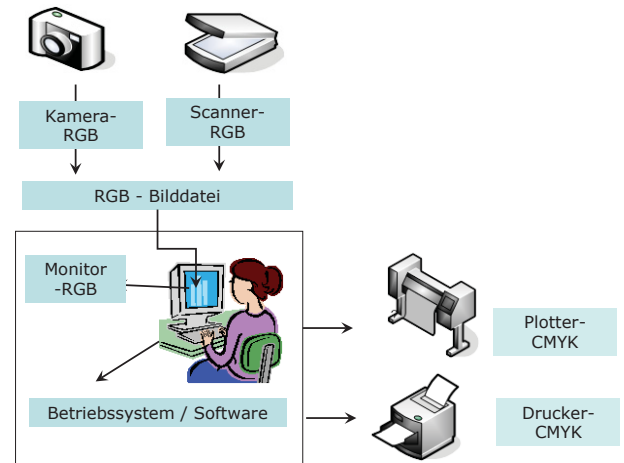 Kamera-
RGB
Scanner-
RGB
RGB - Bilddatei
Monitor
-RGB
Plotter-
CMYK
Betriebssystem / Software
Drucker-
CMYK